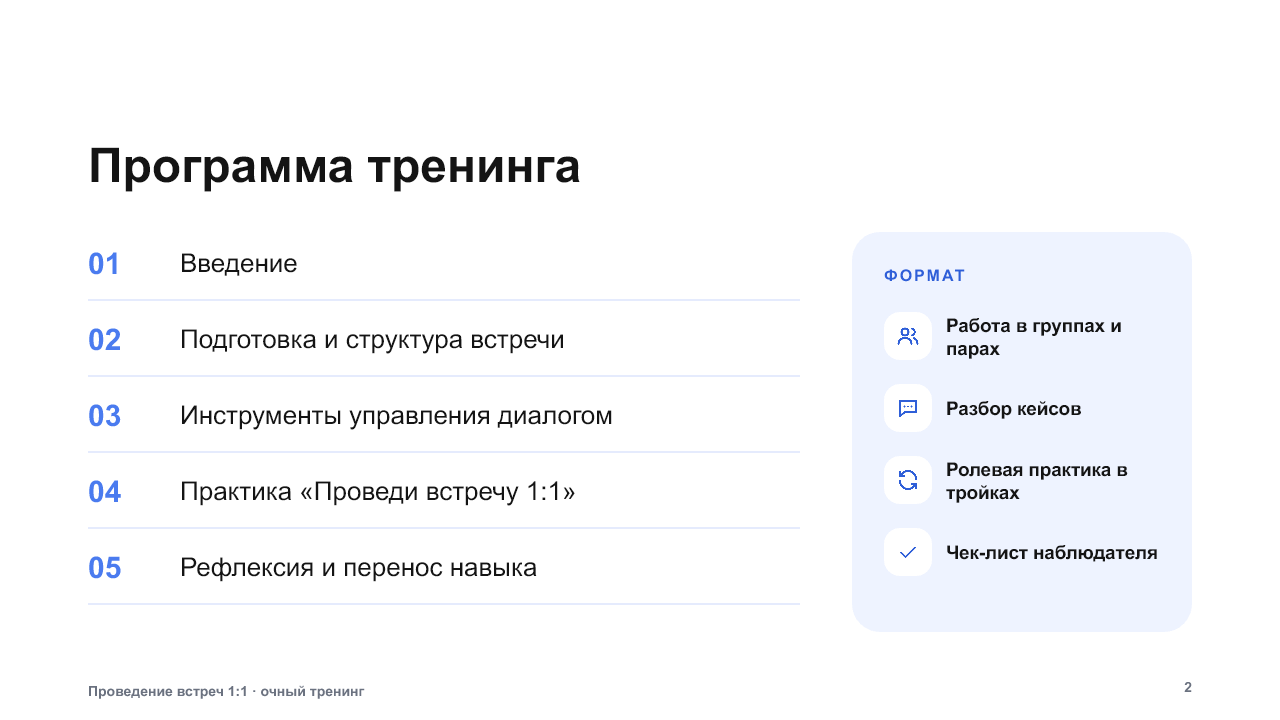 Программа тренинга
01 Введение
02 Подготовка и структура встречи
03 Инструменты управления диалогом
04 Практика «Проведи встречу 1:1»
05 Рефлексия и перенос навыка
ФОРМАТ
Работа в группах и
парах
Разбор кейсов
Ролевая практика в
тройках
Чек-лист наблюдателя
Проведение встреч 1:1 · очный тренинг
2